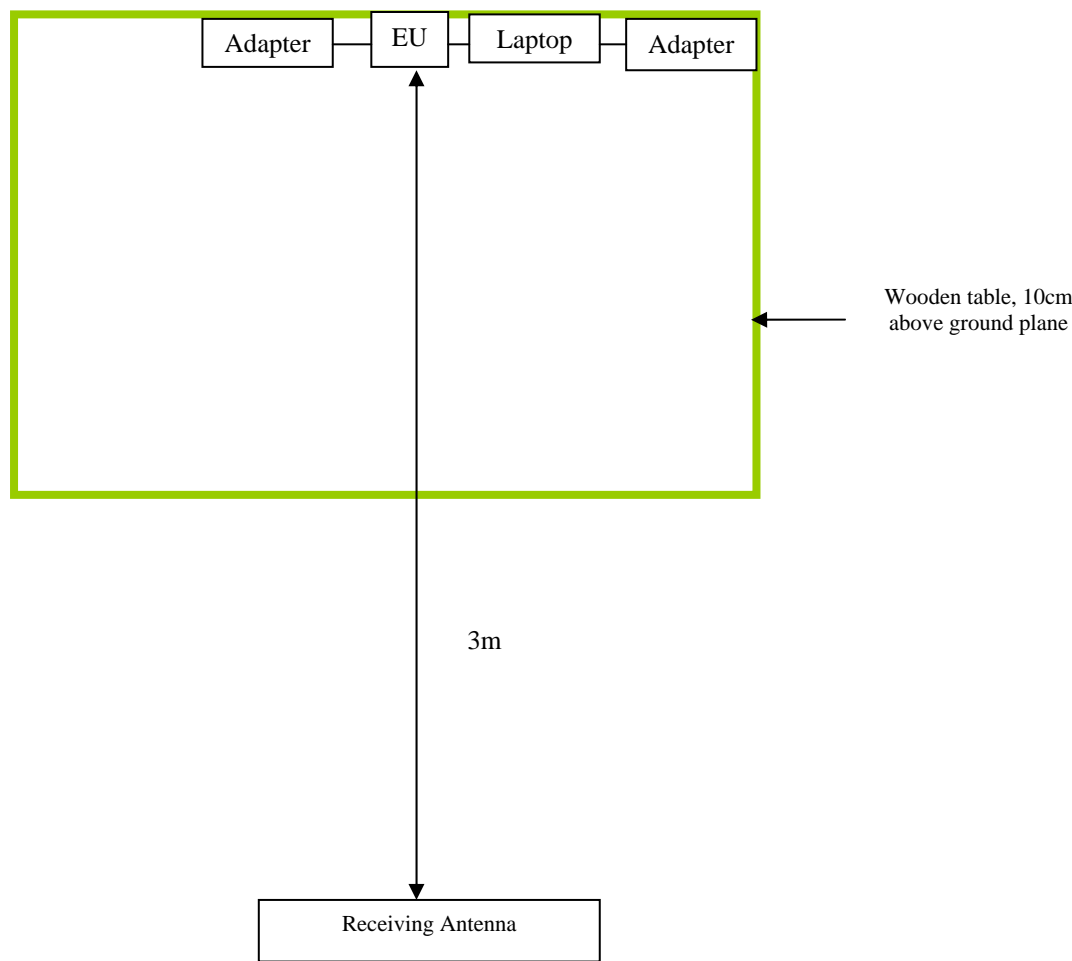 Adapter
EU
Laptop
Adapter
Wooden table, 10cm
above ground plane
3m
Receiving Antenna